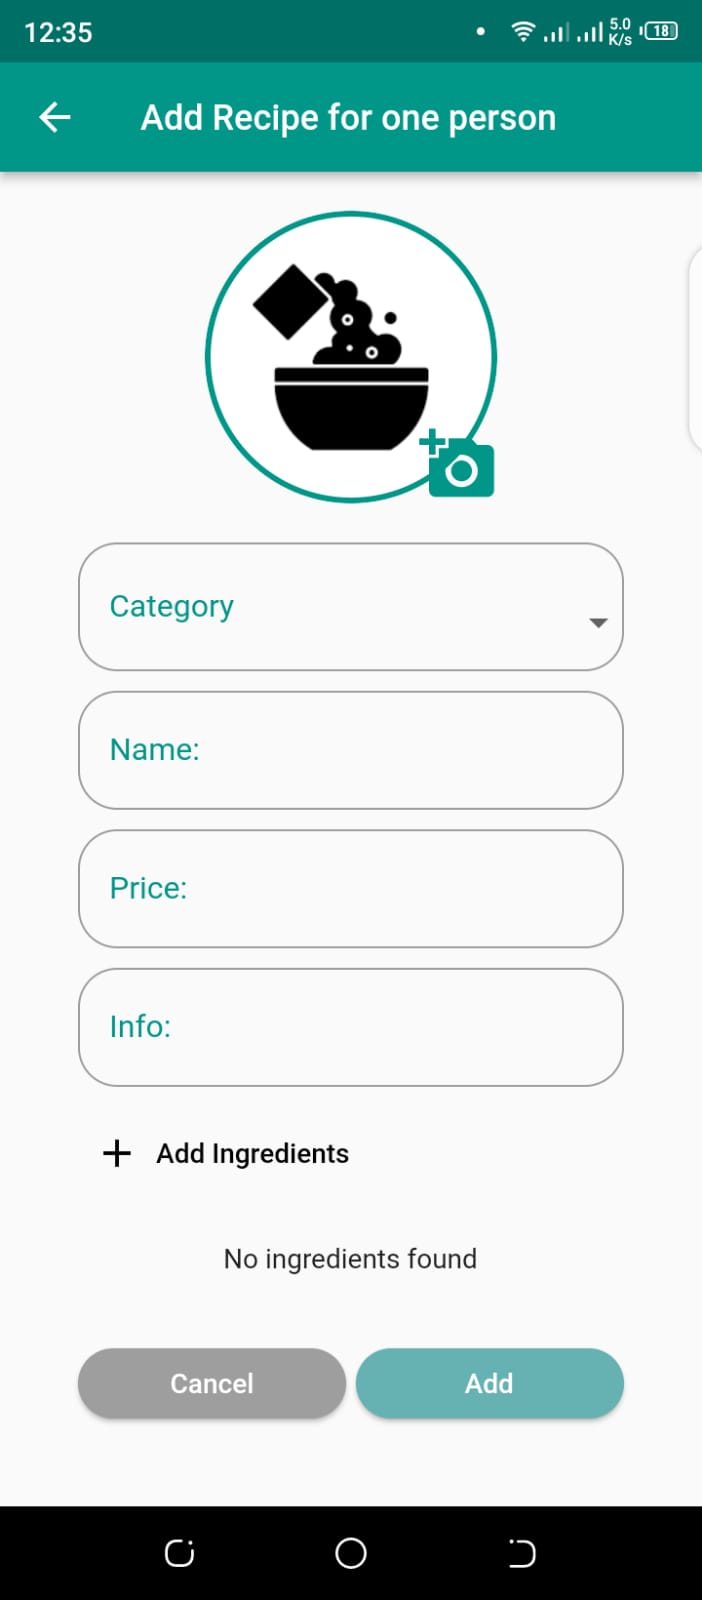 12:35
5.0
K/s
18
Add Recipe for one person
Category
Name:
Price:
Info:
Add Ingredients
No ingredients found
Cancel
Add